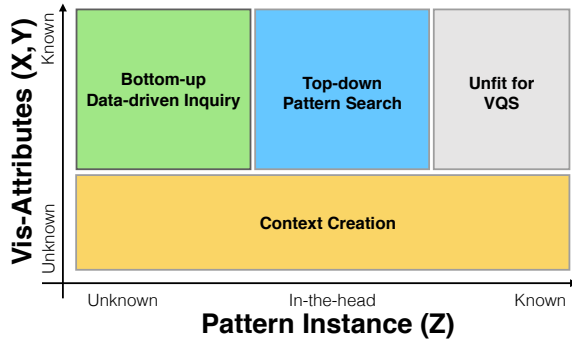 Vis-Attributes (X,Y)
Known
Unknown
Bottom-up
Data-driven Inquiry
Top-down
Pattern Search
Unfit for
VQS
Context Creation
Unknown
In-the-head
Known
Pattern Instance (Z)